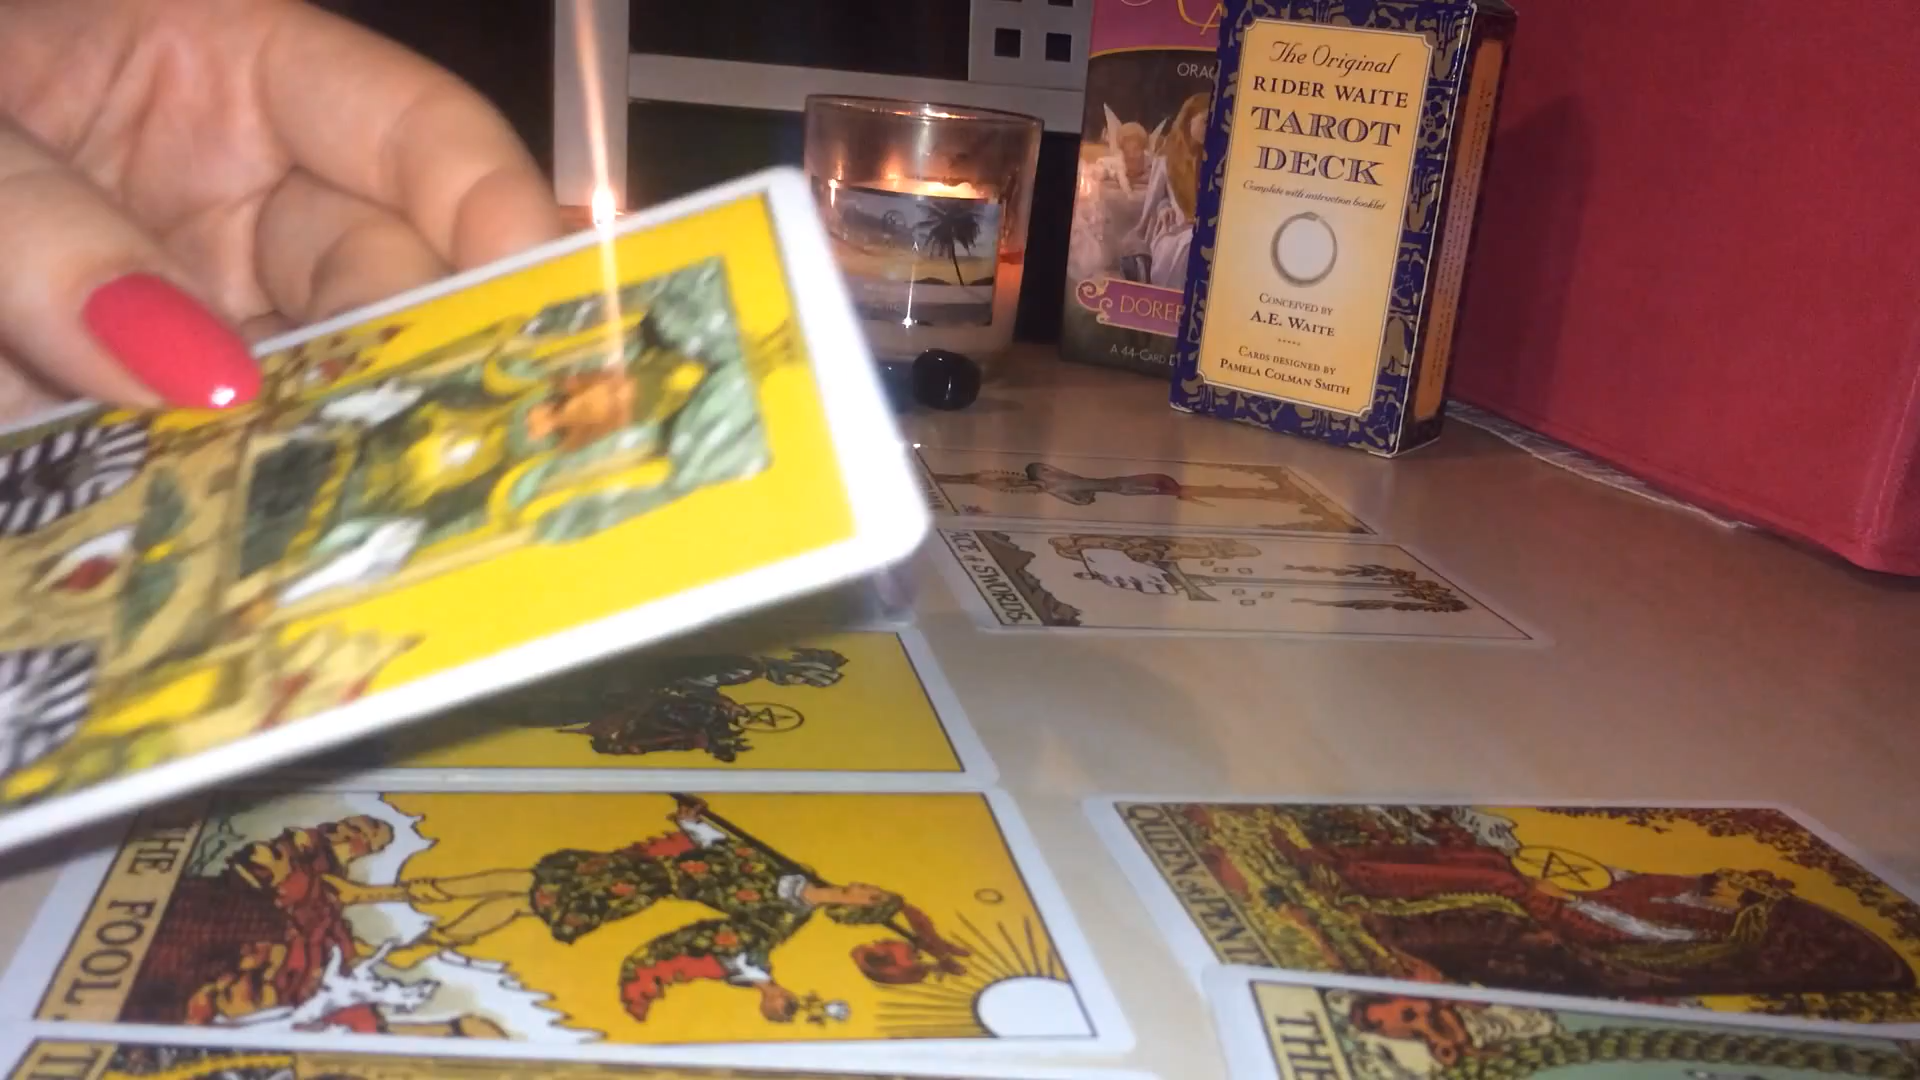 The Original
RIDER WAITE
TAROT
DECK
Complete with instruction booklet
CONCEIVED BY
A.E. WAITE
CARDS DESIGNED BY
PAMELA COLMAN SMITH
ORAC
DOREE
A 44-CARD D
ACE of SWORDS.
THE FOOL.
QUEEN of PENT
THE